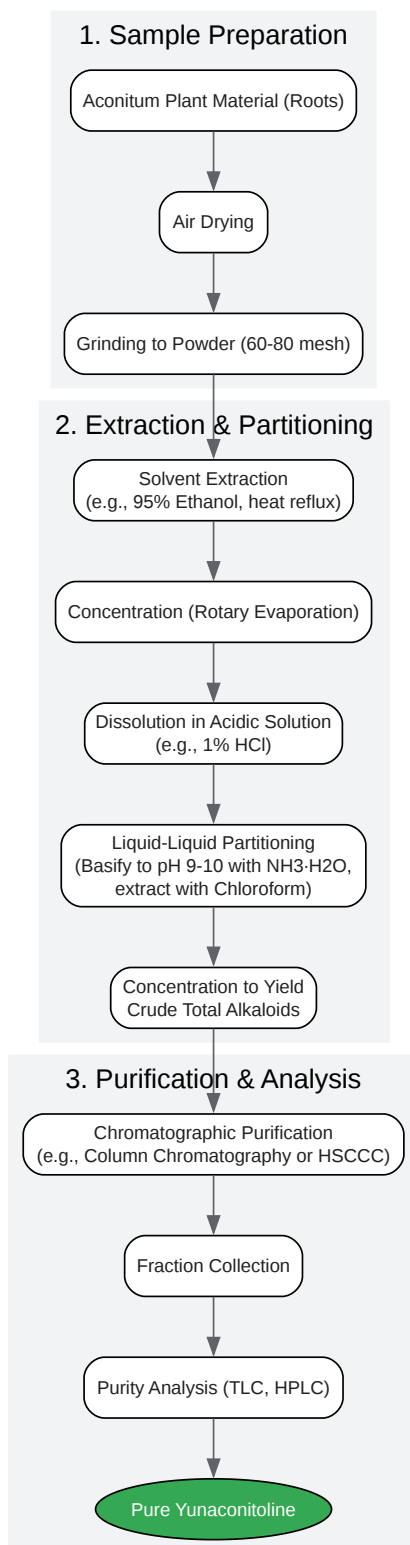 1. Sample Preparation
Aconitum Plant Material (Roots)
Air Drying
Grinding to Powder (60-80 mesh)
2. Extraction & Partitioning
Solvent Extraction
(e.g., 95% Ethanol, heat reflux)
Concentration (Rotary Evaporation)
Dissolution in Acidic Solution
(e.g., 1% HCl)
Liquid-Liquid Partitioning
(Basify to pH 9-10 with NH3·H2O,
extract with Chloroform)
Concentration to Yield
Crude Total Alkaloids
3. Purification & Analysis
Chromatographic Purification
(e.g., Column Chromatography or HSCCC)
Fraction Collection
Purity Analysis (TLC, HPLC)
Pure Yunaconitoline